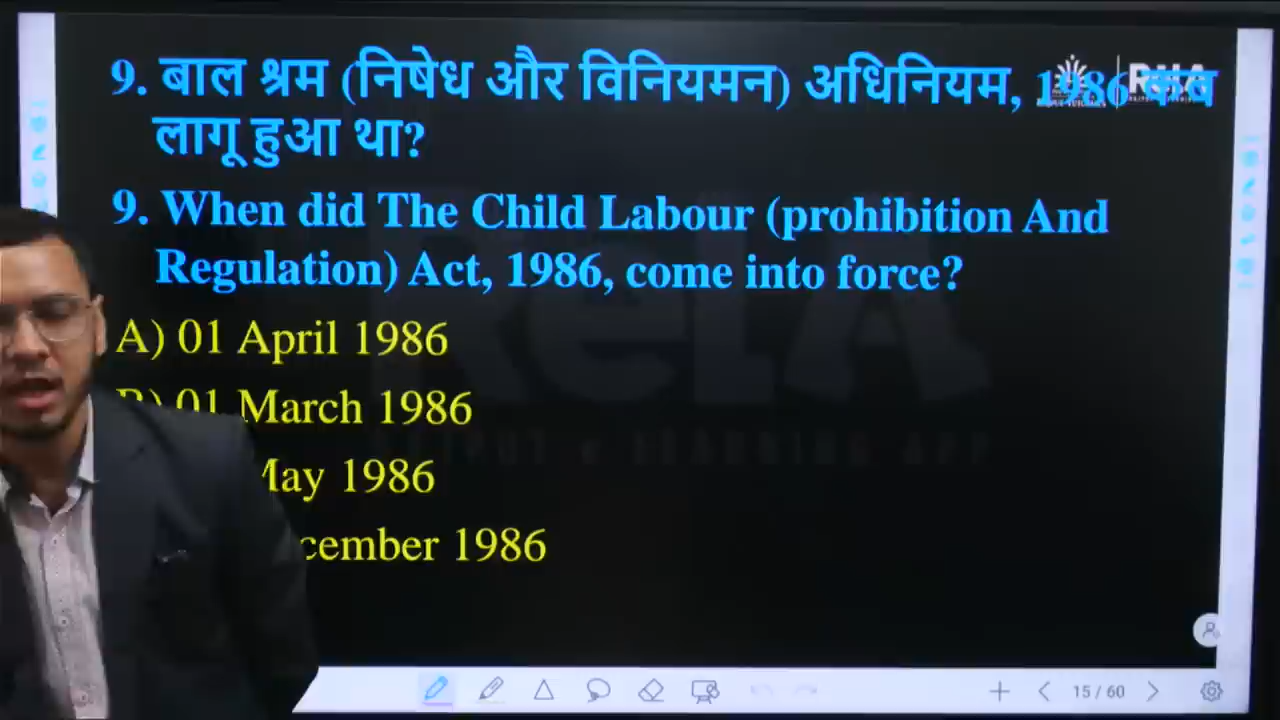 9. बाल श्रम (निषेध और विनियमन) अधिनियम, 1986 कब
लागू हुआ था?
9. When did The Child Labour (prohibition And
Regulation) Act, 1986, come into force?
A) 01 April 1986
B) 01 March 1986
May 1986
cember 1986
15 / 60